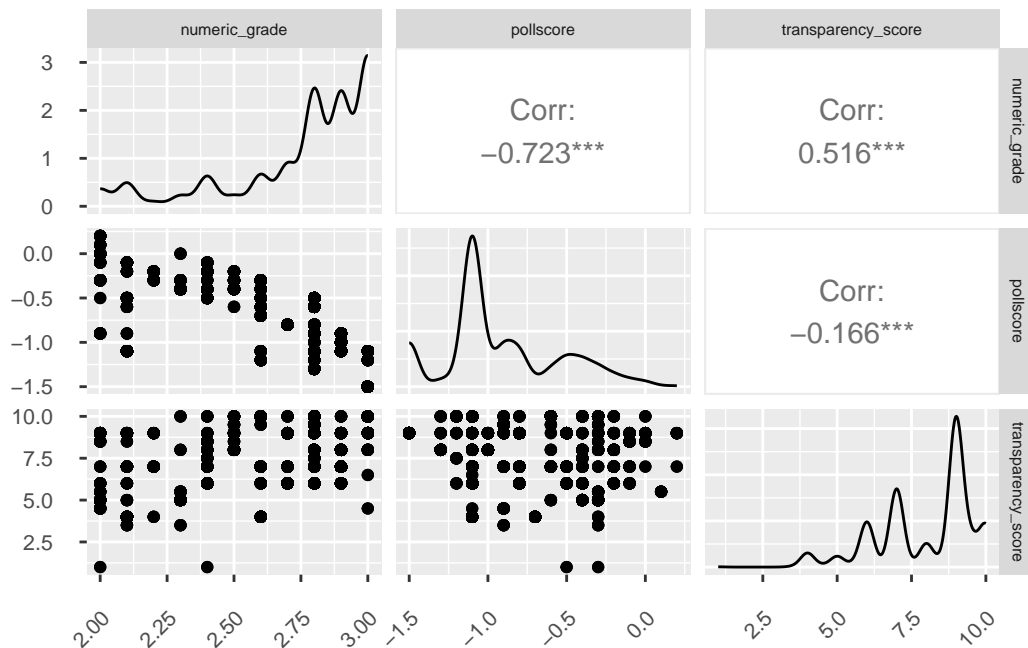 numeric_grade pollscore transparency_score
3
2
1
0
Corr:
−0.723***
Corr:
0.516***
numeric_grade
0.0
−0.5
−1.0
−1.5
Corr:
−0.166***
pollscore
10.0
7.5
5.0
2.5
transparency_score
2.00 2.25 2.50 2.75 3.00 −1.5 −1.0 −0.5 0.0 2.5 5.0 7.5 10.0